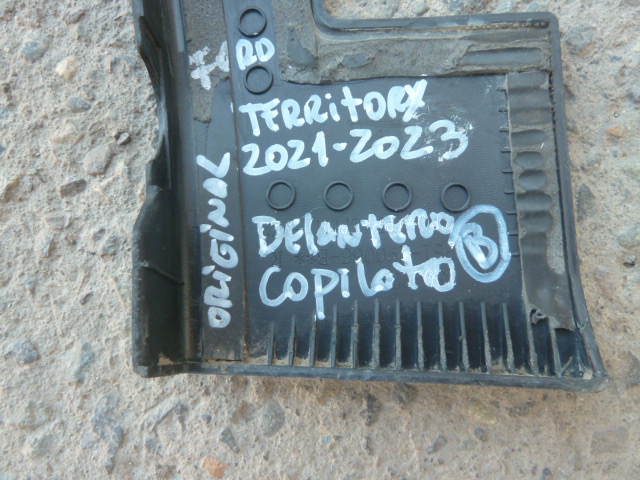 FORD
TERRITORY
2021-2023
ORIGINAL
DELANTERO
COPILOTO
B